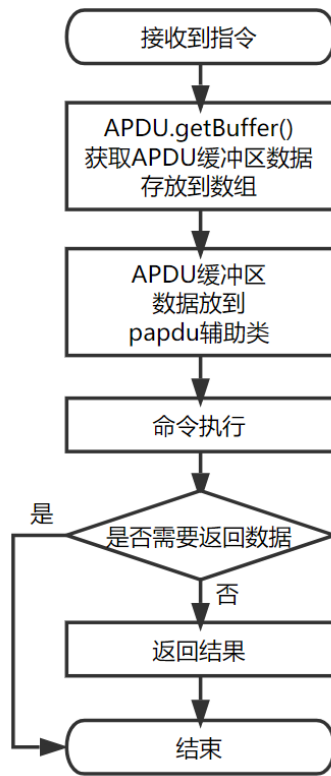 接收到指令
APDU.getBuffer()
获取APDU缓冲区数据
存放到数组
APDU缓冲区
数据放到
papdu辅助类
命令执行
是
是否需要返回数据
否
返回结果
结束